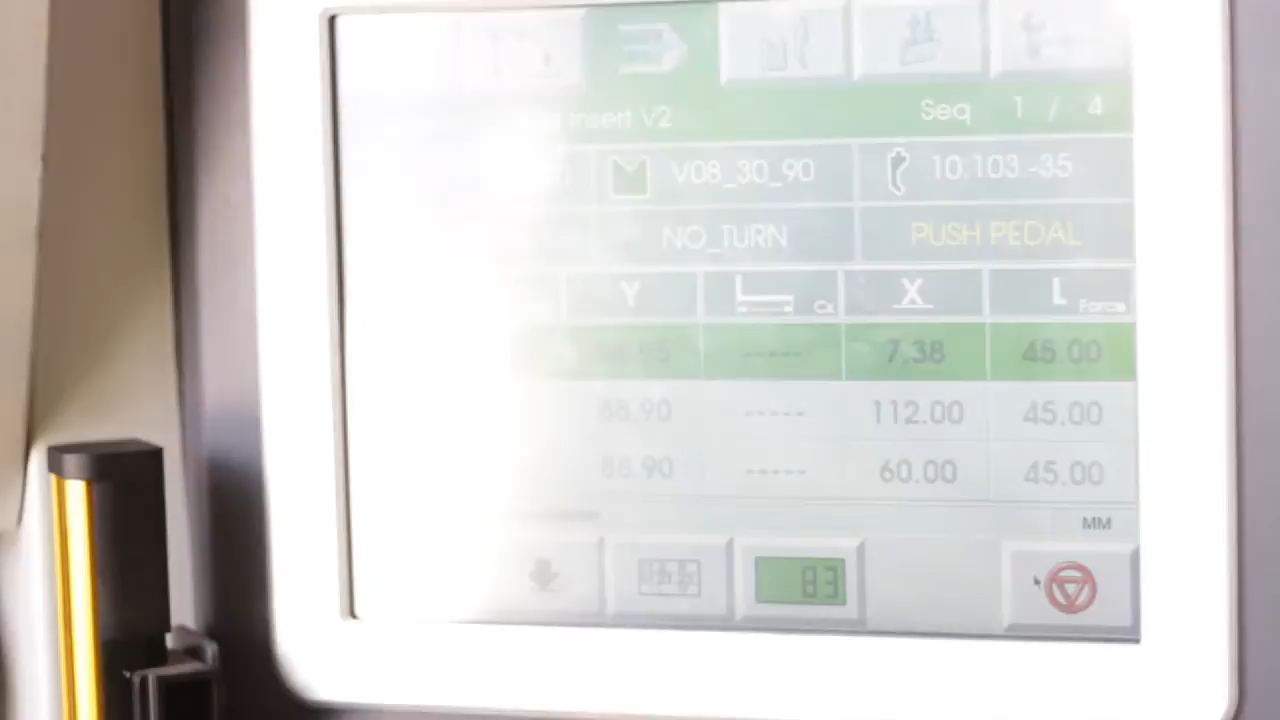 Insert V2 Seq 1 / 4
V08_30_90 10.103.-35
NO_TURN PUSH PEDAL
Y Cx X L Force
----- 7.38 45.00
88.90 ----- 112.00 45.00
88.90 ----- 60.00 45.00
MM
83